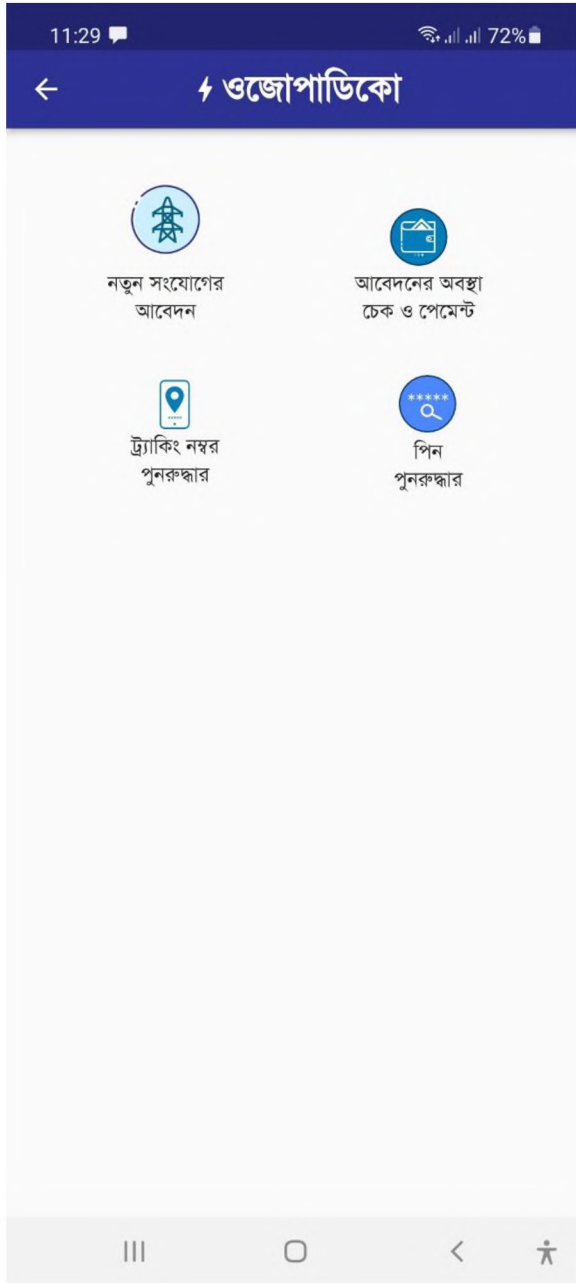 11:29
72%
ওজোপাডিকো
নতুন সংযোগের
আবেদন
আবেদনের অবস্থা
চেক ও পেমেন্ট
ট্র্যাকিং নম্বর
পুনরুদ্ধার
*****
পিন
পুনরুদ্ধার